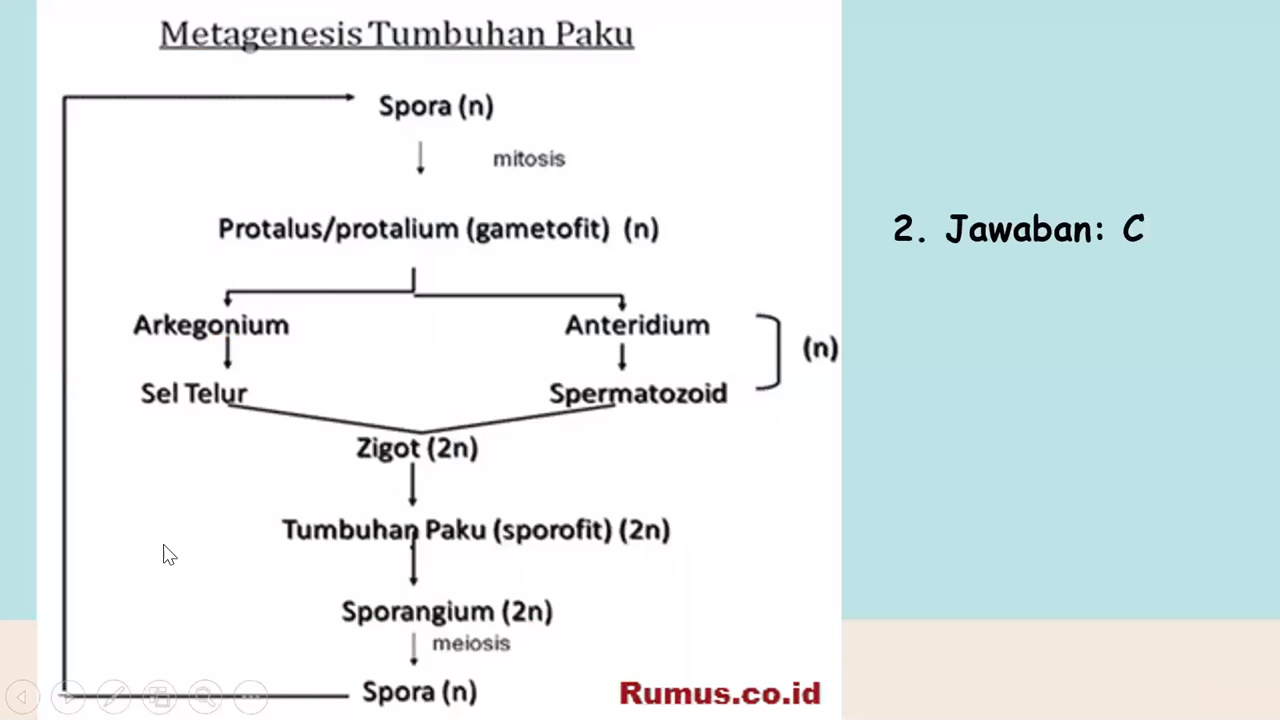 Metagenesis Tumbuhan Paku
Spora (n)
mitosis
Protalus/protalium (gametofit) (n)
Arkegonium
Anteridium
(n)
Sel Telur
Spermatozoid
Zigot (2n)
Tumbuhan Paku (sporofit) (2n)
Sporangium (2n)
meiosis
Spora (n)
Rumus.co.id
2. Jawaban: C